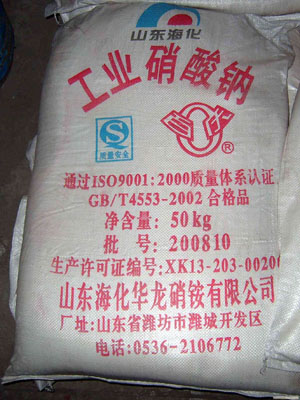 山东海化
工业硝酸钠
质量安全
通过ISO9001:2000质量体系认证
GB/T4553-2002 合格品
净含量: 50kg
批 号: 200810
生产许可证编号:XK13-203-00200
山东海化华龙硝铵有限公司
厂址:山东省潍坊市潍城开发区
电话:0536-2106772